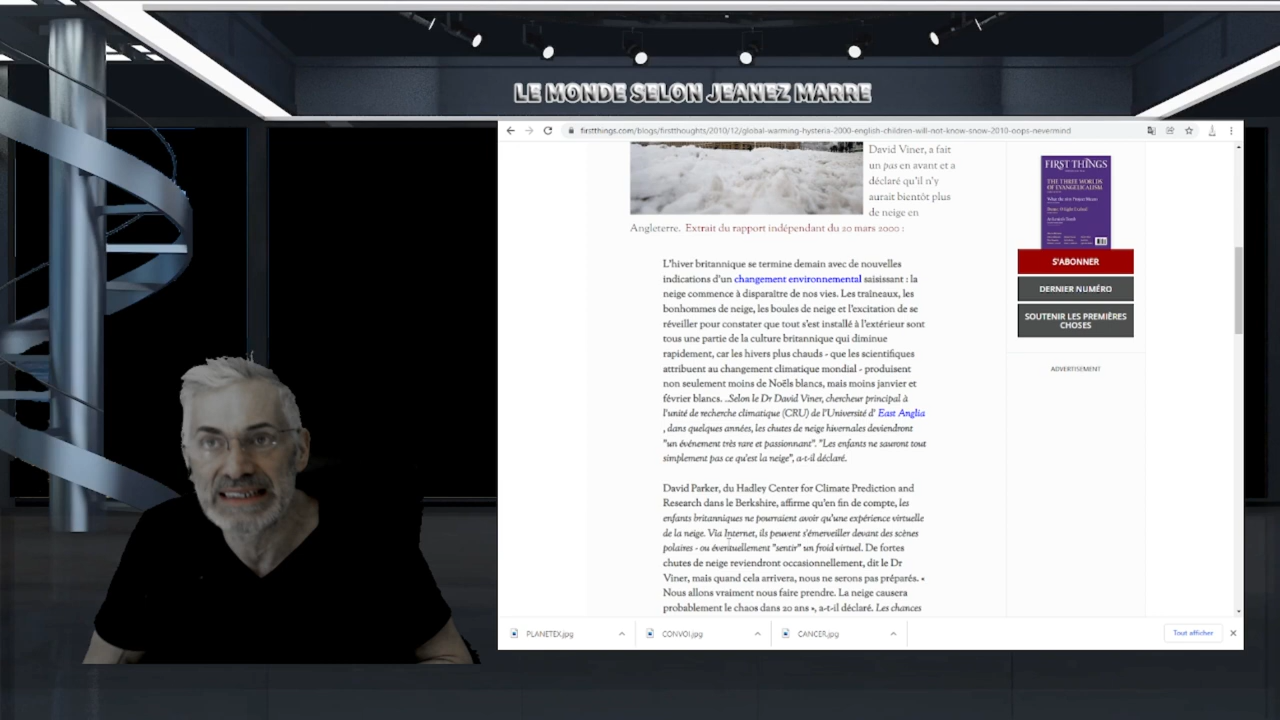 LE MONDE SELON JEANEZ MARRE
firstthings.com/blogs/firstthoughts/2010/12/global-warming-hysteria-2000-english-children-will-not-know-snow-2010-oops-nevermind
David Viner, a fait
un pas en avant et a
déclaré qu'il n'y
aurait bientôt plus
de neige en
Angleterre. Extrait du rapport indépendant du 20 mars 2000 :
L'hiver britannique se termine demain avec de nouvelles
indications d'un changement environnemental saisissant : la
neige commence à disparaître de nos vies. Les traîneaux, les
bonhommes de neige, les boules de neige et l'excitation de se
réveiller pour constater que tout s'est installé à l'extérieur sont
tous une partie de la culture britannique qui diminue
rapidement, car les hivers plus chauds - que les scientifiques
attribuent au changement climatique mondial - produisent
non seulement moins de Noëls blancs, mais moins janvier et
février blancs. ..Selon le Dr David Viner, chercheur principal à
l'unité de recherche climatique (CRU) de l'Université d' East Anglia
, dans quelques années, les chutes de neige hivernales deviendront
"un événement très rare et passionnant". "Les enfants ne sauront tout
simplement pas ce qu'est la neige", a-t-il déclaré.
David Parker, du Hadley Center for Climate Prediction and
Research dans le Berkshire, affirme qu'en fin de compte, les
enfants britanniques ne pourraient avoir qu'une expérience virtuelle
de la neige. Via Internet, ils peuvent s'émerveiller devant des scènes
polaires - ou éventuellement "sentir" un froid virtuel. De fortes
chutes de neige reviendront occasionnellement, dit le Dr
Viner, mais quand cela arrivera, nous ne serons pas préparés. «
Nous allons vraiment nous faire prendre. La neige causera
probablement le chaos dans 20 ans », a-t-il déclaré. Les chances
FIRST THINGS
THE THREE WORLDS
OF EVANGELICALISM
S'ABONNER
DERNIER NUMÉRO
SOUTENIR LES PREMIÈRES
CHOSES
ADVERTISEMENT
PLANETEX.jpg
CONVOI.jpg
CANCER.jpg
Tout afficher